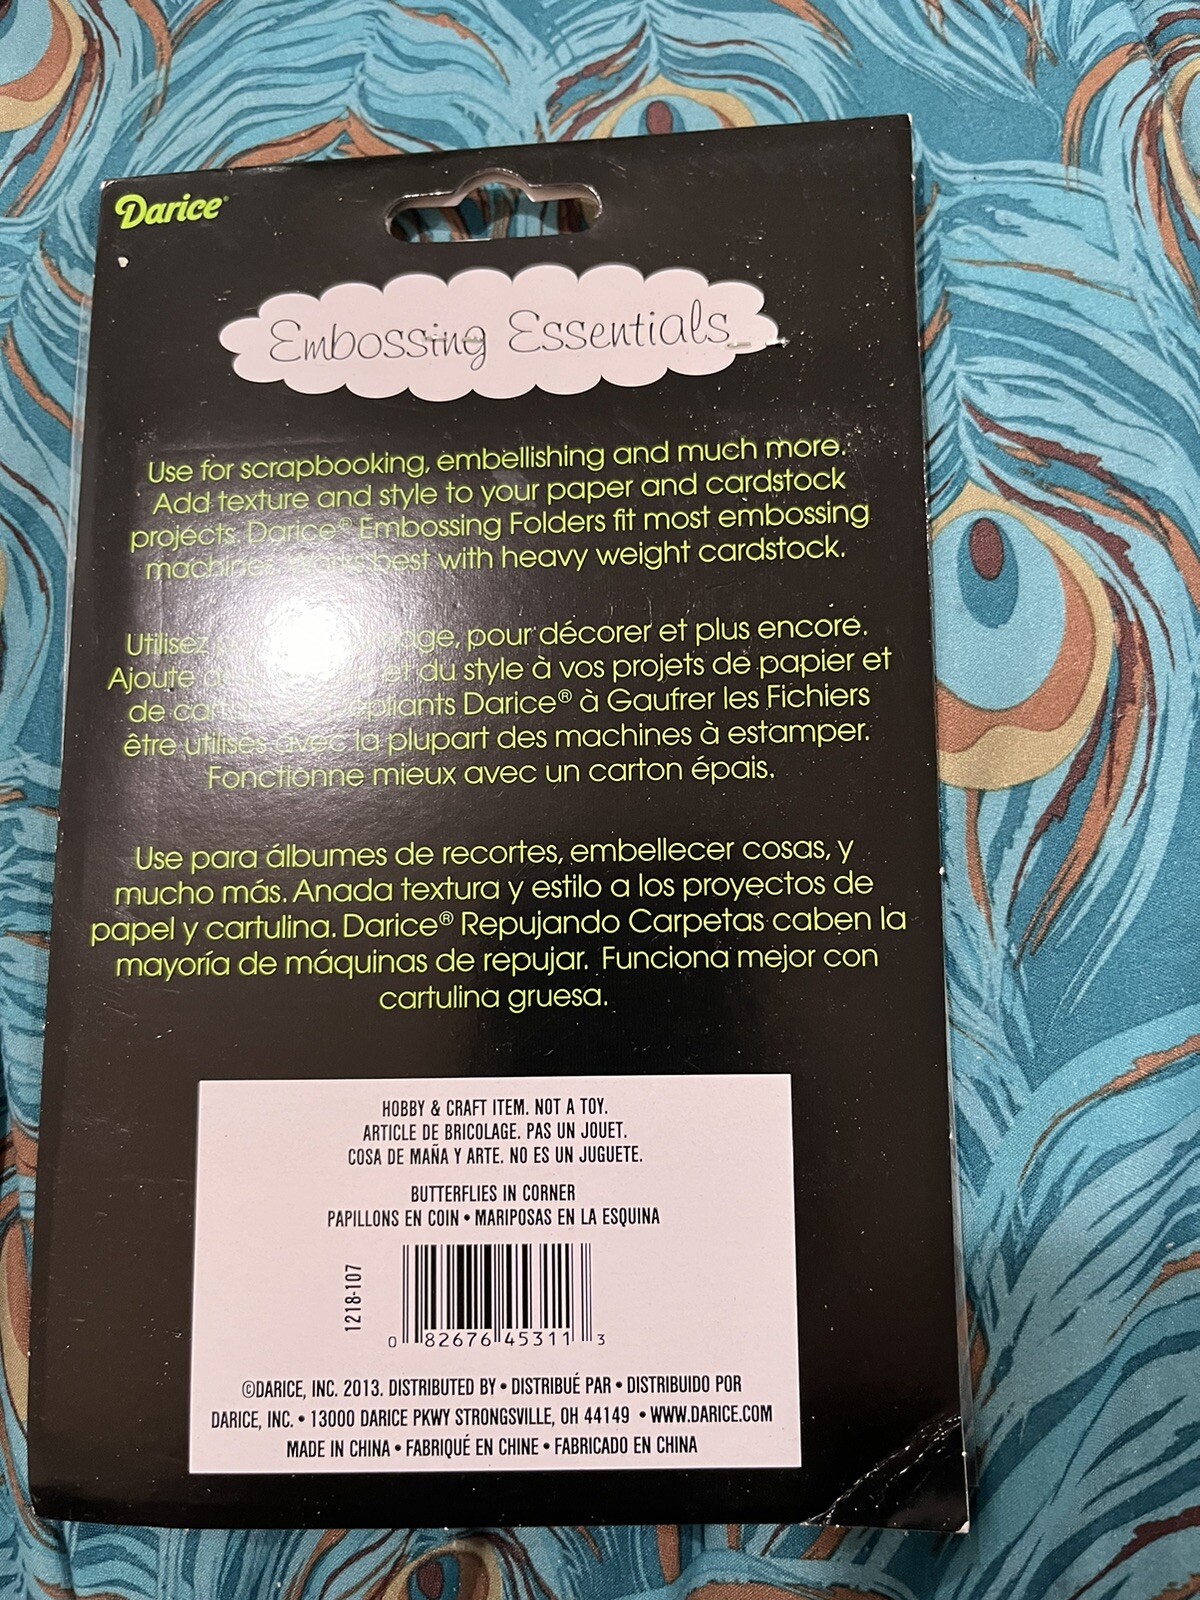 Darice
Embossing Essentials
Use for scrapbooking, embellishing and much more.
Add texture and style to your paper and cardstock
projects. Darice® Embossing Folders fit most embossing
machines. Works best with heavy weight cardstock.
Utilisez pour décorer et plus encore.
Ajoute et du style à vos projets de papier et
de Darice® à Gaufrer les Fichiers
être utilisés avec la plupart des machines à estamper.
Fonctionne mieux avec un carton épais.
Use para álbumes de recortes, embellecer cosas, y
mucho más. Anada textura y estilo a los proyectos de
papel y cartulina. Darice® Repujando Carpetas caben la
mayoría de máquinas de repujar. Funciona mejor con
cartulina gruesa.
HOBBY & CRAFT ITEM. NOT A TOY.
ARTICLE DE BRICOLAGE. PAS UN JOUET.
COSA DE MAÑA Y ARTE. NO ES UN JUGUETE.
BUTTERFLIES IN CORNER
PAPILLONS EN COIN • MARIPOSAS EN LA ESQUINA
1218-107
0 82676 45311 3
©DARICE, INC. 2013. DISTRIBUTED BY • DISTRIBUÉ PAR • DISTRIBUIDO POR
DARICE, INC. • 13000 DARICE PKWY STRONGSVILLE, OH 44149 • WWW.DARICE.COM
MADE IN CHINA • FABRIQUÉ EN CHINE • FABRICADO EN CHINA